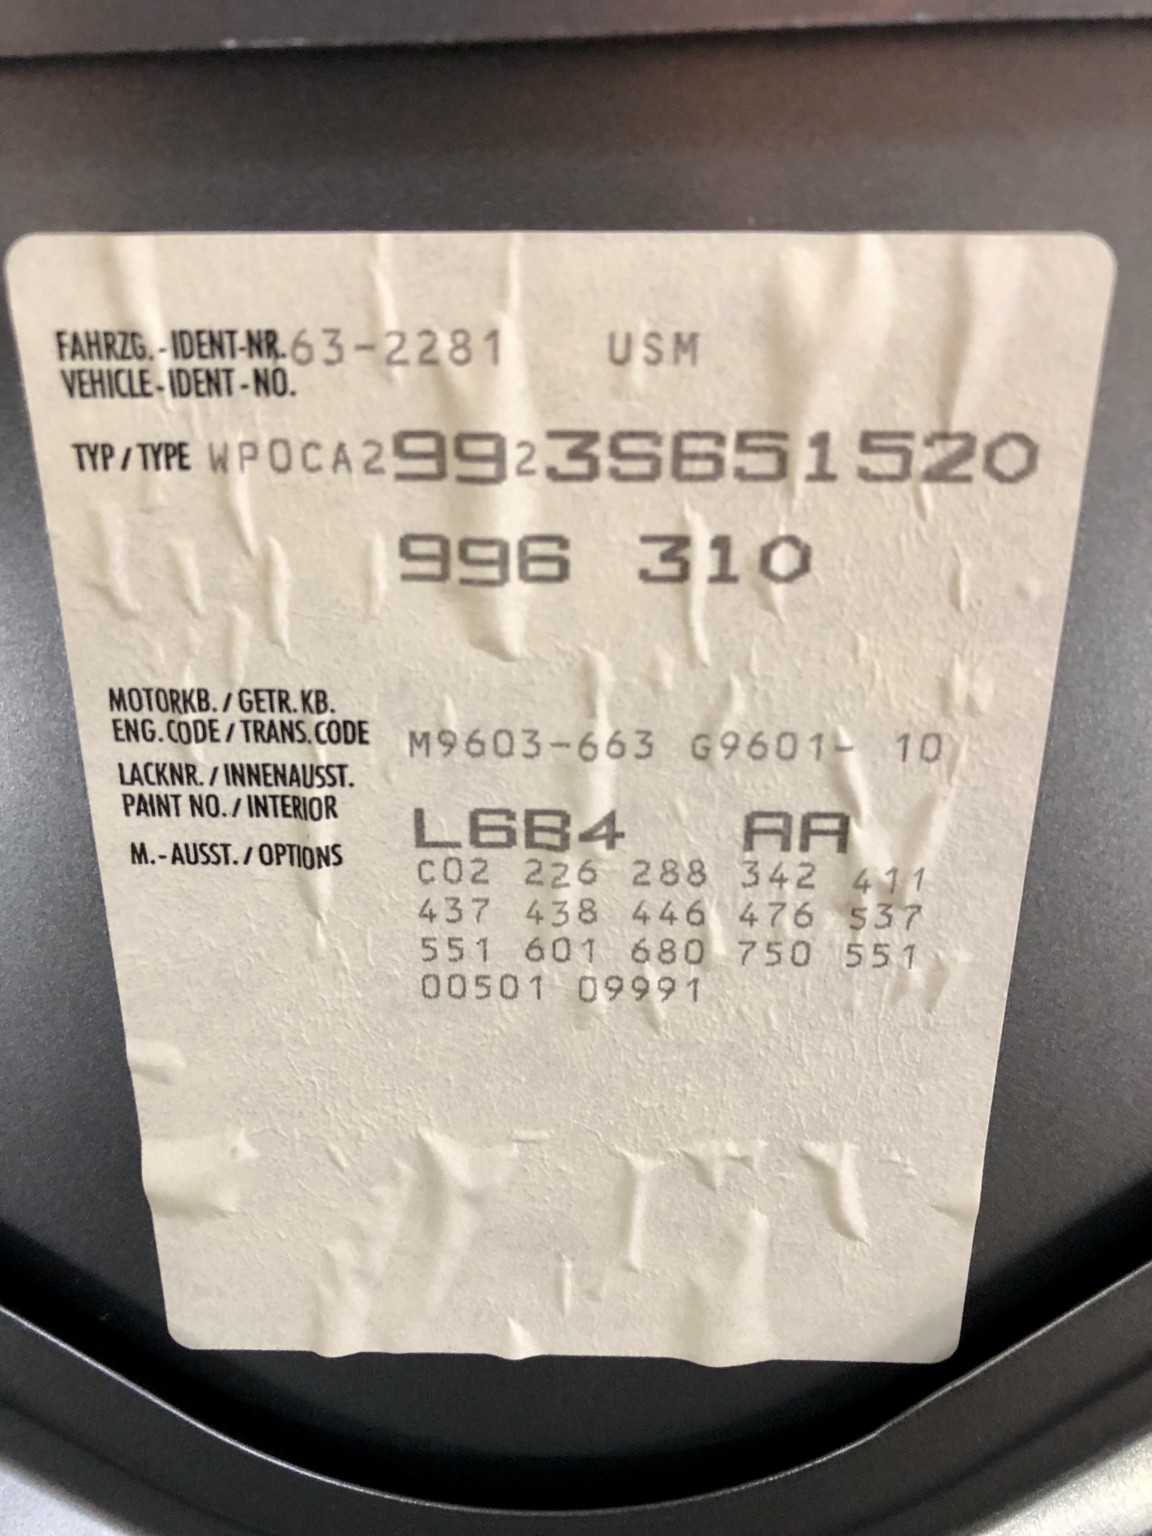 FAHRZG.-IDENT-NR. 63-2281 USM
VEHICLE-IDENT-NO.
TYP/TYPE WP0CA29923S651520
996 310
MOTORKB./GETR.KB.
ENG.CODE/TRANS.CODE M9603-663 G9601- 10
LACKNR./INNENAUSST.
PAINT NO./INTERIOR L6B4 AA
M.-AUSST./OPTIONS C02 226 288 342 411
437 438 446 476 537
551 601 680 750 551
00501 09991